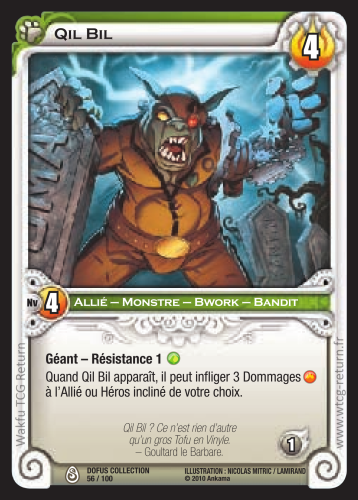 Qil Bil
4
Nv 4
Allié – Monstre – Bwork – Bandit
Géant – Résistance 1
Quand Qil Bil apparaît, il peut infliger 3 Dommages
à l'Allié ou Héros incliné de votre choix.
Qil Bil ? Ce n'est rien d'autre
qu'un gros Tofu en Vinyle.
– Goultard le Barbare.
1
DOFUS COLLECTION
56 / 100
ILLUSTRATION : NICOLAS MITRIC / LAMIRAND
© 2010 Ankama
Wakfu TCG Return
www.wtcg-return.fr